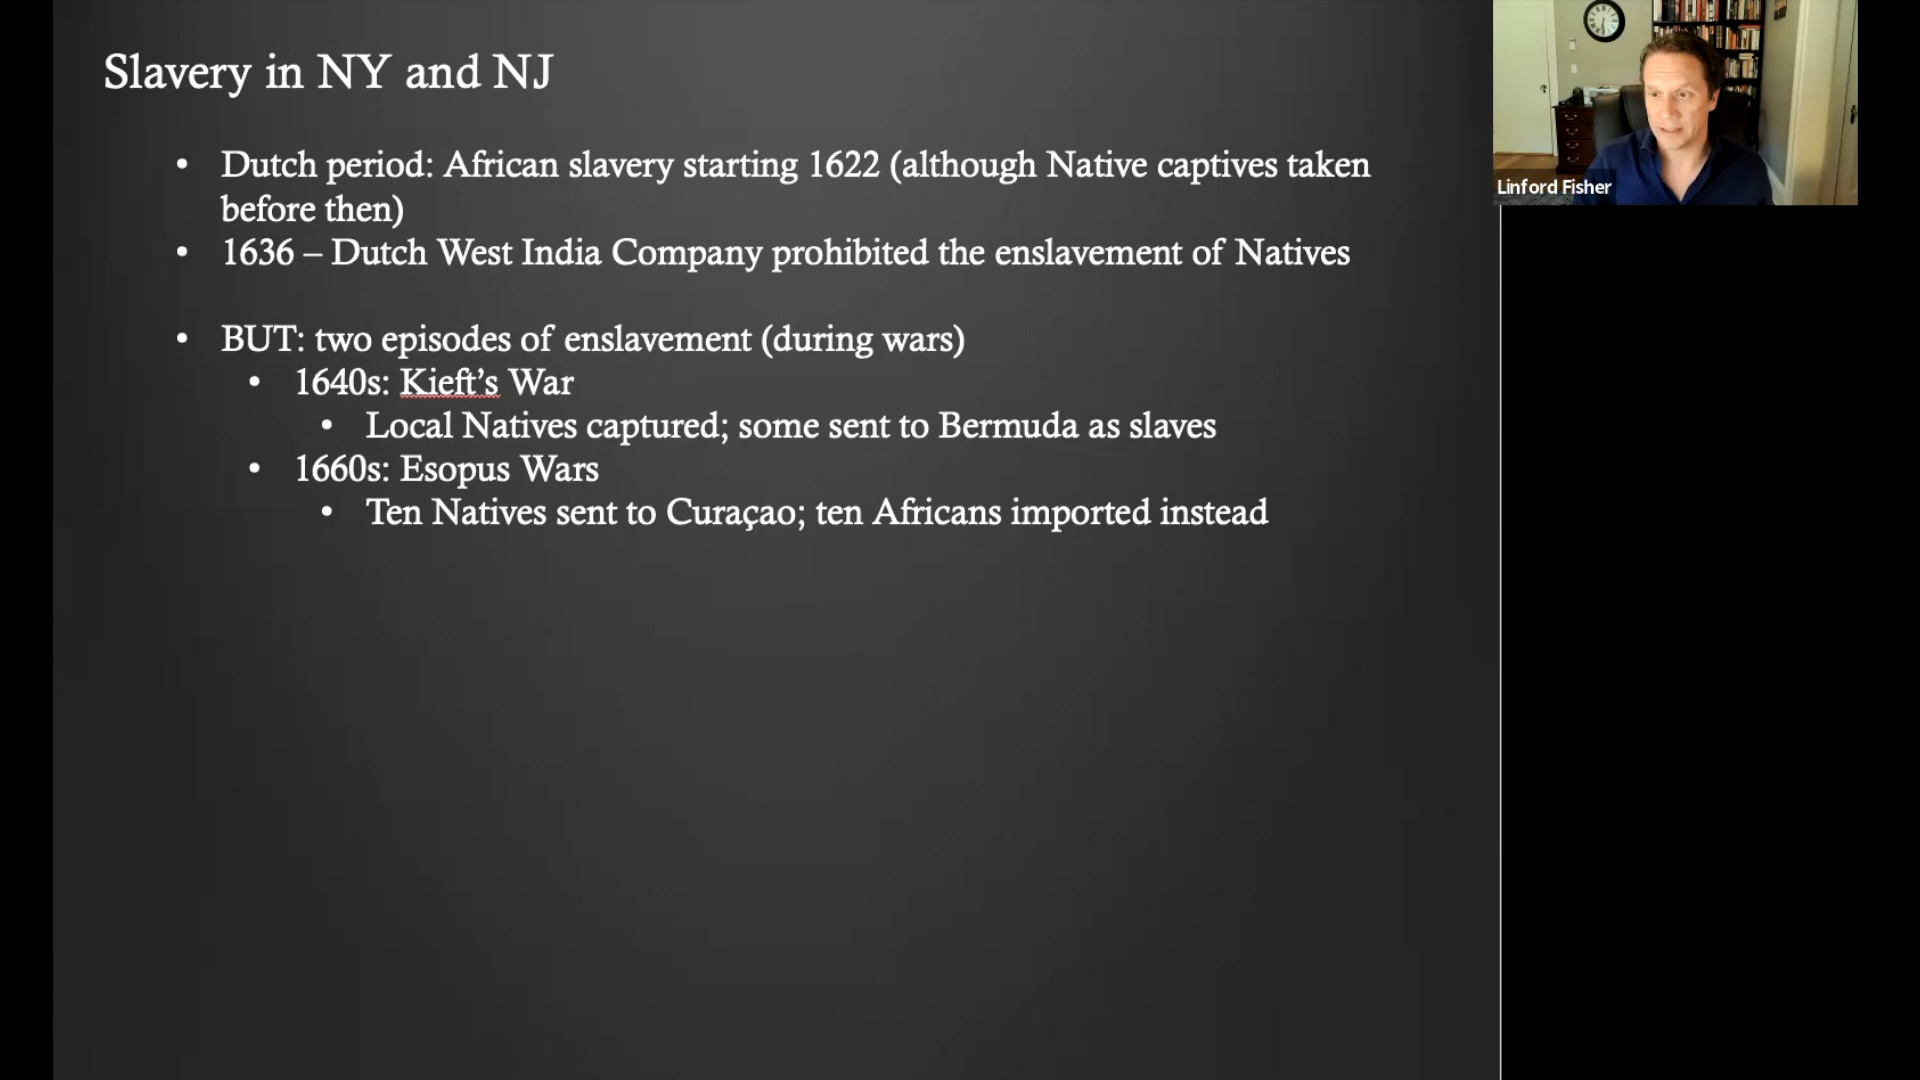 Slavery in NY and NJ
• Dutch period: African slavery starting 1622 (although Native captives taken
before then)
• 1636 – Dutch West India Company prohibited the enslavement of Natives
• BUT: two episodes of enslavement (during wars)
• 1640s: Kieft’s War
• Local Natives captured; some sent to Bermuda as slaves
• 1660s: Esopus Wars
• Ten Natives sent to Curaçao; ten Africans imported instead
Linford Fisher